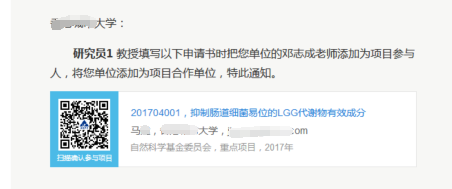 大学：
研究员1 教授填写以下申请书时把您单位的邓志成老师添加为项目参与
人，将您单位添加为项目合作单位，特此通知。
201704001，抑制肠道细菌易位的LGG代谢物有效成分
马，大学，om
自然科学基金委员会，重点项目，2017年
扫描确认参与项目